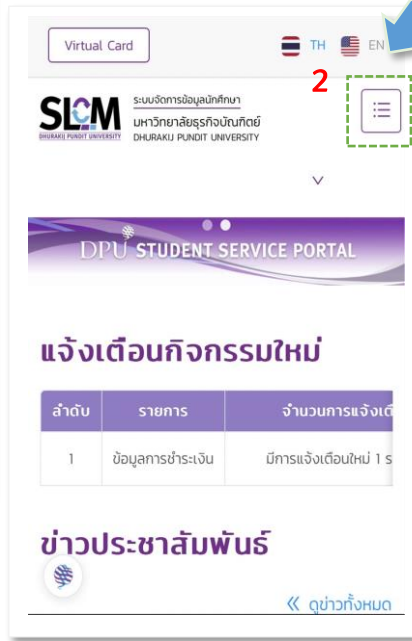 Virtual Card
TH
EN
2
SLCM
DHURAKIJ PUNDIT UNIVERSITY
ระบบจัดการข้อมูลนักศึกษา
มหาวิทยาลัยธุรกิจบัณฑิตย์
DHURAKIJ PUNDIT UNIVERSITY
DPU STUDENT SERVICE PORTAL
แจ้งเตือนกิจกรรมใหม่
ลำดับ รายการ จำนวนการแจ้งเตื
1 ข้อมูลการชำระเงิน มีการแจ้งเตือนใหม่ 1 ร
ข่าวประชาสัมพันธ์
« ดูข่าวทั้งหมด